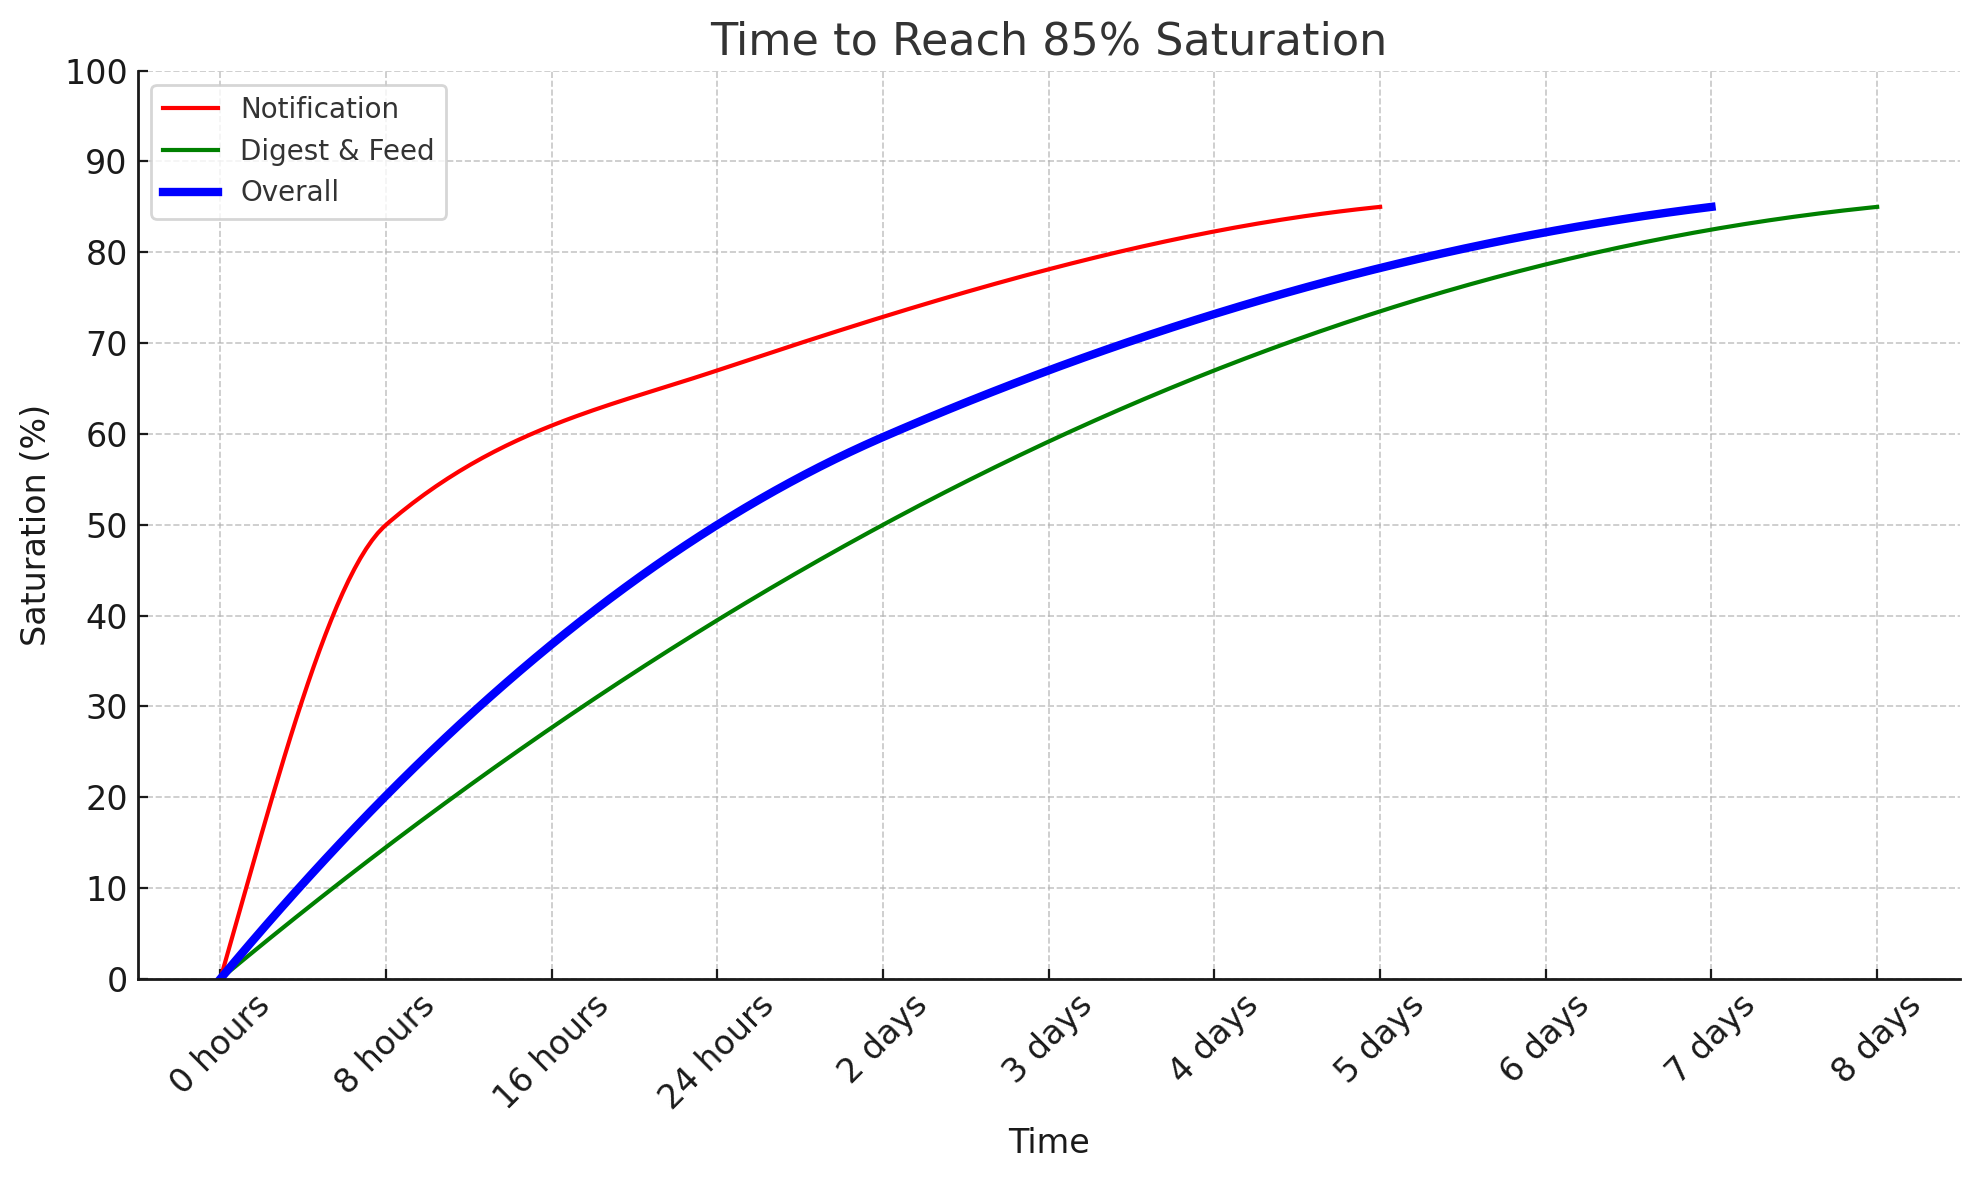 Time to Reach 85% Saturation
100
90
80
70
60
50
40
30
20
10
0
Saturation (%)
Notification
Digest & Feed
Overall
0 hours
8 hours
16 hours
24 hours
2 days
3 days
4 days
5 days
6 days
7 days
8 days
Time